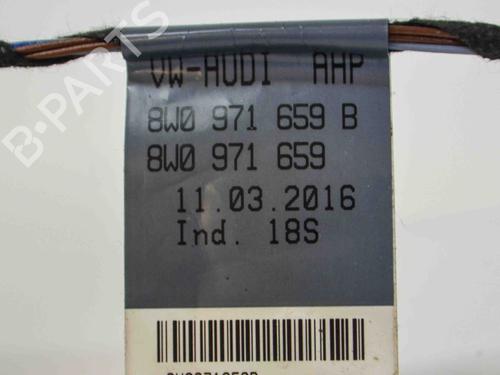 B-PARTS
VW-AUDI AHP
8W0 971 659 B
8W0 971 659
11.03.2016
Ind. 18S